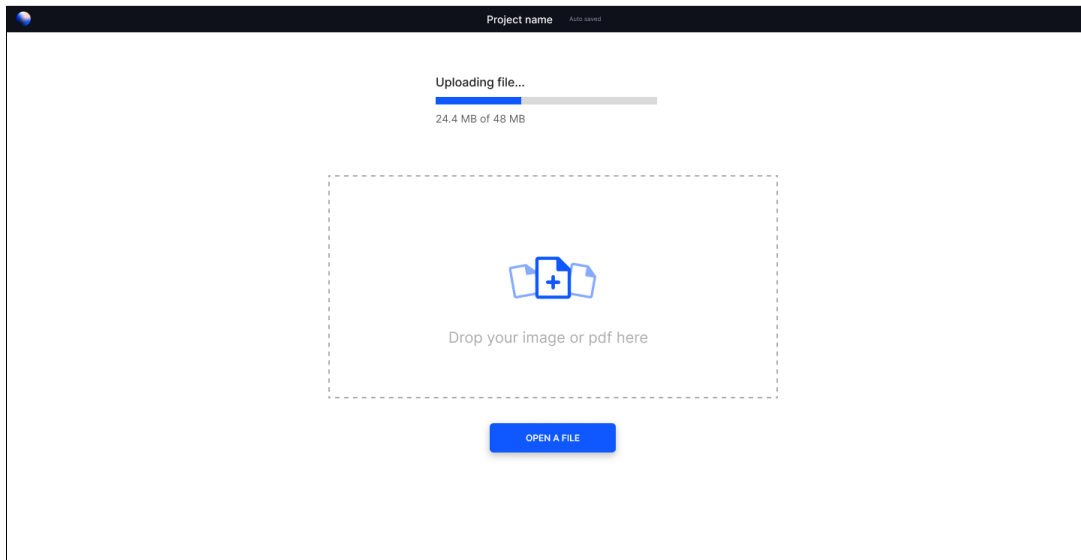 Project name Auto saved
Uploading file...
24.4 MB of 48 MB
Drop your image or pdf here
OPEN A FILE